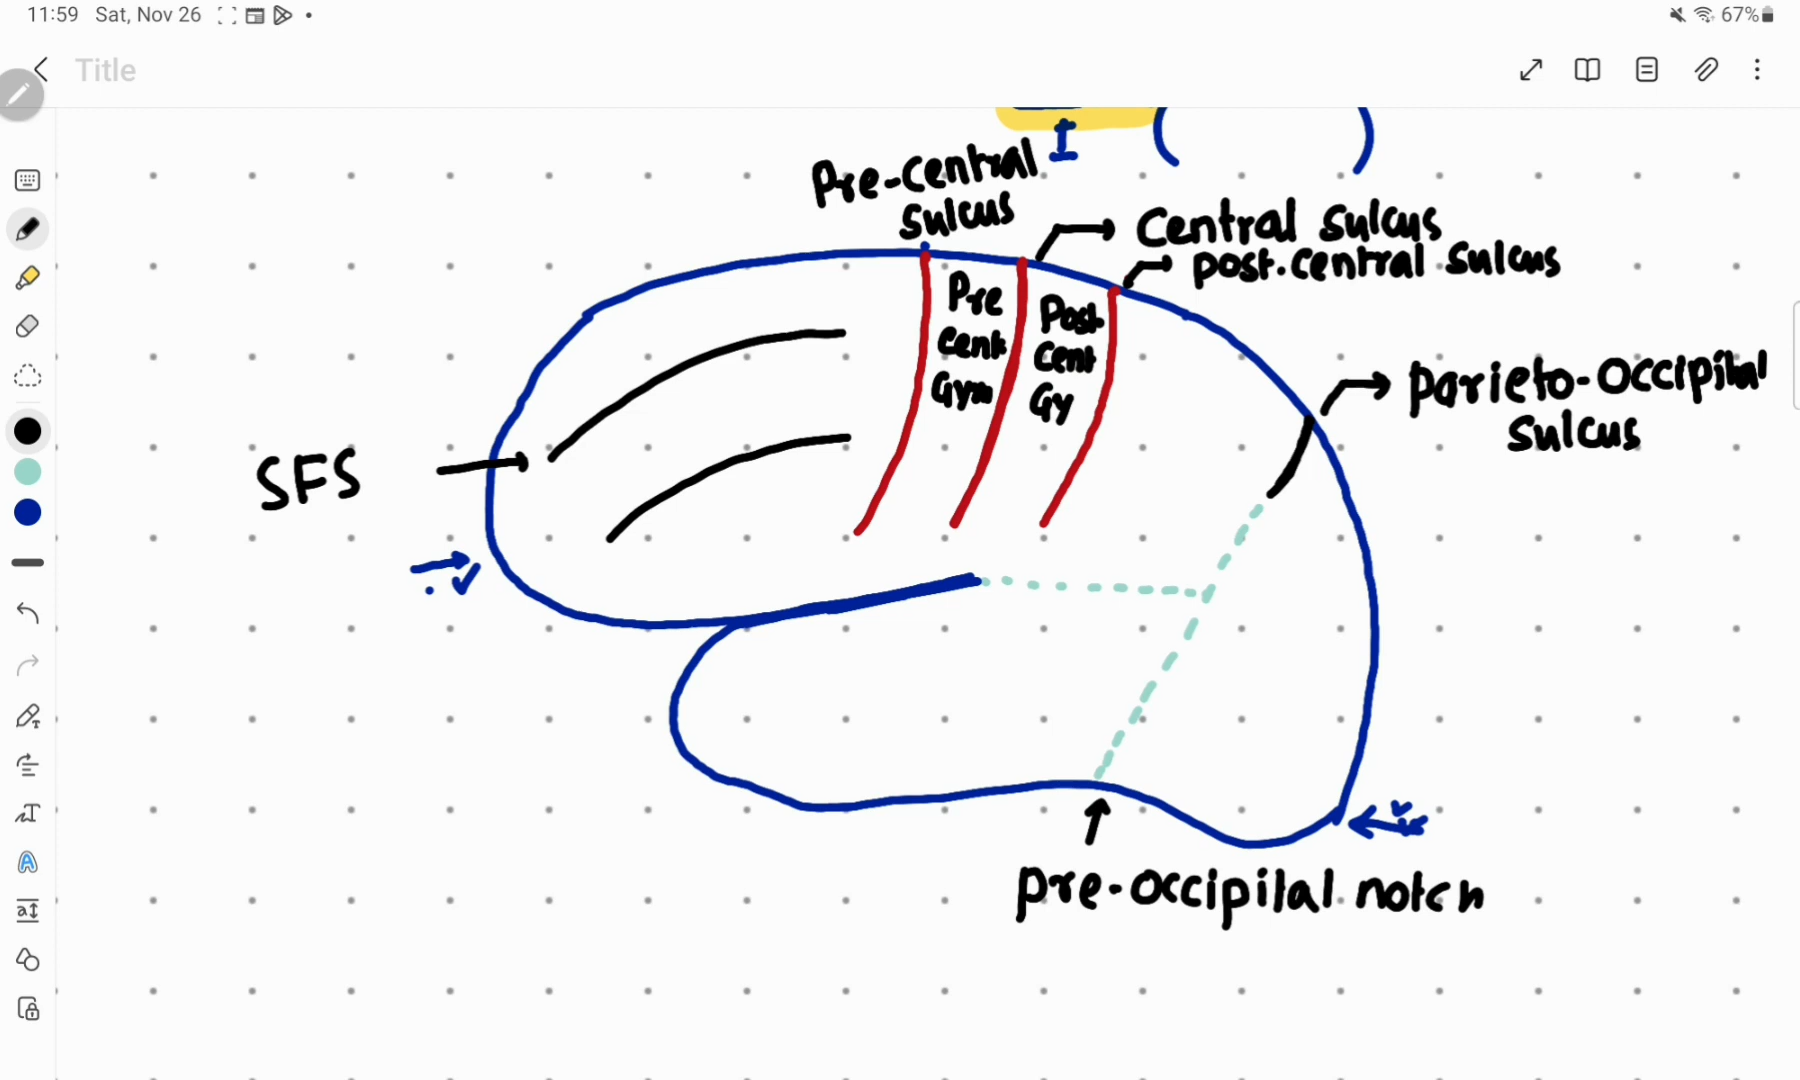 11:59 Sat, Nov 26
67%
Title
I
Pre-central
sulcus
Central sulcus
post.central sulcus
Pre
Cent
Gym
Post.
Cent
Gy
parieto-occipital
sulcus
SFS
pre-occipital notch